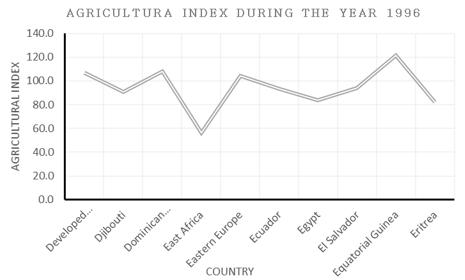 AGRICULTURA INDEX DURING THE YEAR 1996
140.0
120.0
100.0
80.0
60.0
40.0
20.0
0.0
AGRICULTURAL INDEX
Developed...
Djibouti
Dominican...
East Africa
Eastern Europe
Ecuador
Egypt
El Salvador
Equatorial Guinea
Eritrea
COUNTRY